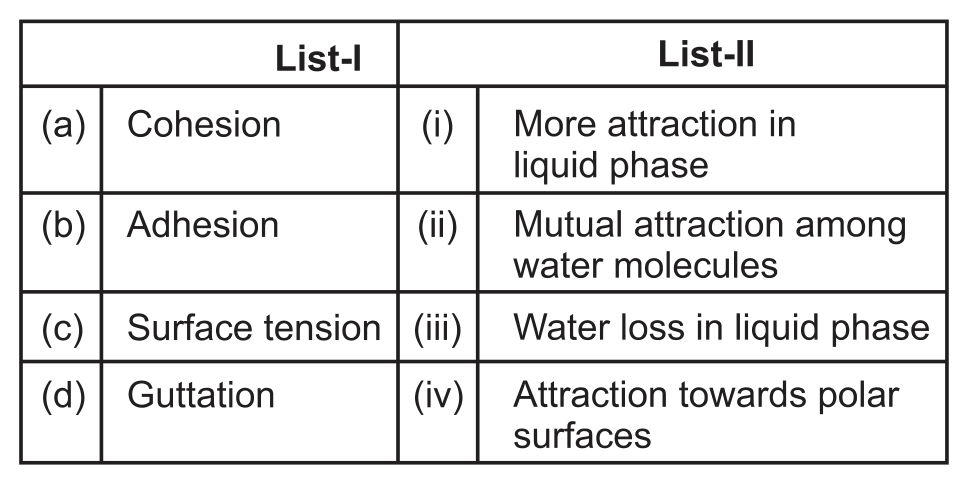 List-I List-II
(a) Cohesion (i) More attraction in
liquid phase
(b) Adhesion (ii) Mutual attraction among
water molecules
(c) Surface tension (iii) Water loss in liquid phase
(d) Guttation (iv) Attraction towards polar
surfaces